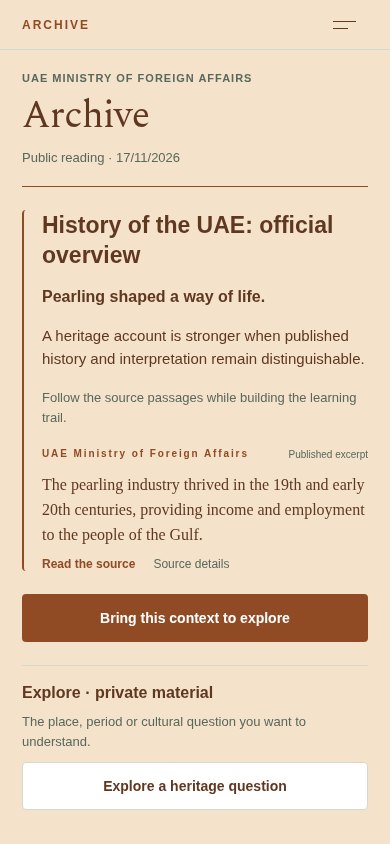 ARCHIVE
UAE MINISTRY OF FOREIGN AFFAIRS
Archive
Public reading · 17/11/2026
History of the UAE: official
overview
Pearling shaped a way of life.
A heritage account is stronger when published
history and interpretation remain distinguishable.
Follow the source passages while building the learning
trail.
UAE Ministry of Foreign Affairs Published excerpt
The pearling industry thrived in the 19th and early
20th centuries, providing income and employment
to the people of the Gulf.
Read the source Source details
Bring this context to explore
Explore · private material
The place, period or cultural question you want to
understand.
Explore a heritage question